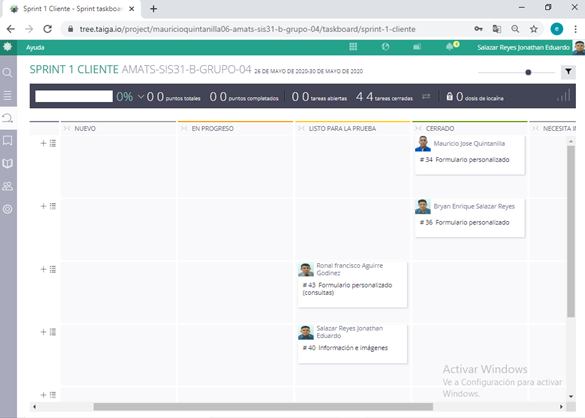 Sprint 1 Cliente - Sprint taskboa
tree.taiga.io/project/mauricioquintanilla06-amats-sis31-b-grupo-04/taskboard/sprint-1-cliente
Ayuda
Salazar Reyes Jonathan Eduardo
SPRINT 1 CLIENTE AMATS-SIS31-B-GRUPO-04 26 DE MAYO DE 2020-30 DE MAYO DE 2020
0% 0 0 puntos totales 0 0 puntos completados 0 0 tareas abiertas 4 4 tareas cerradas 0 dosis de iocaína
NUEVO EN PROGRESO LISTO PARA LA PRUEBA CERRADO NECESITA I
Mauricio Jose Quintanilla
# 34 Formulario personalizado
Bryan Enrique Salazar Reyes
# 36 Formulario personalizado
Ronal francisco Aguirre
Godinez
# 43 Formulario personalizado
(consultas)
Salazar Reyes Jonathan
Eduardo
# 40 Información e imágenes
Activar Windows
Ve a Configuración para activar
Windows.